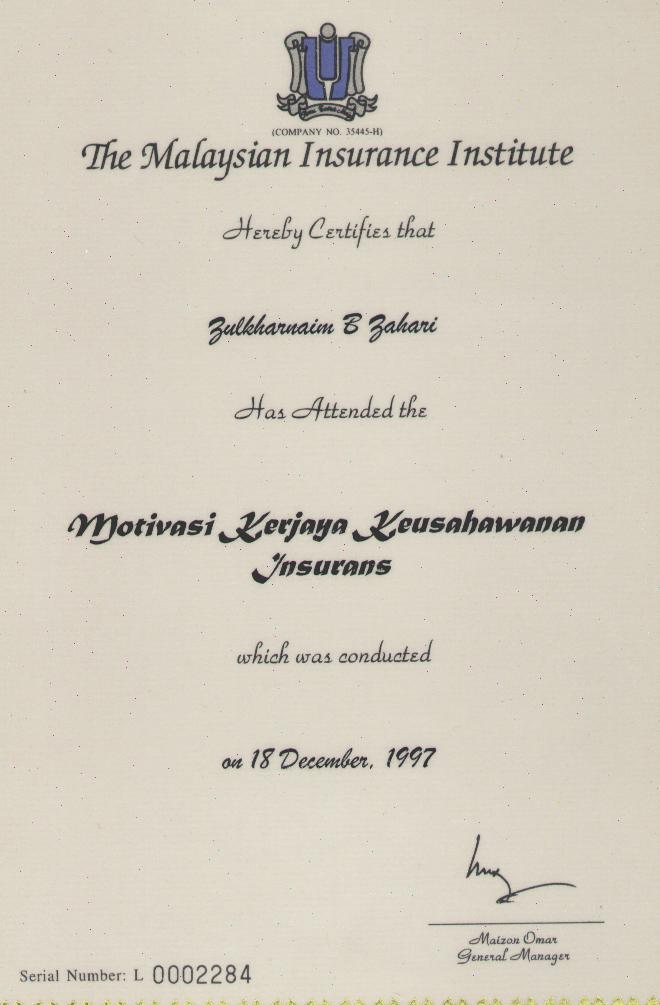 (COMPANY NO. 35445-H)
The Malaysian Insurance Institute
Hereby Certifies that
Zulkharnaim B Zahari
Has Attended the
Motivasi Kerjaya Keusahawanan
Insurans
which was conducted
on 18 December, 1997
Maizon Omar
General Manager
Serial Number: L 0002284